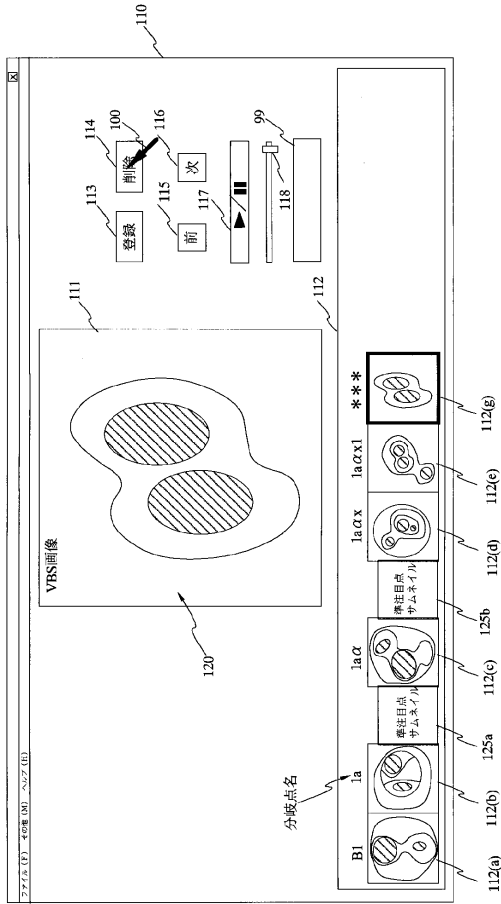 ファイル (F) その他 (M) ヘルプ (H)
X
110
VBS画像
111
120
113
114
100
登録
削除
115
116
前
次
117
118
99
112
分岐点名
B1
1a
1aα
1aαx
1aαx1
***
準注目点
サムネイル
準注目点
サムネイル
112(a)
112(b)
125a
112(c)
125b
112(d)
112(e)
112(g)